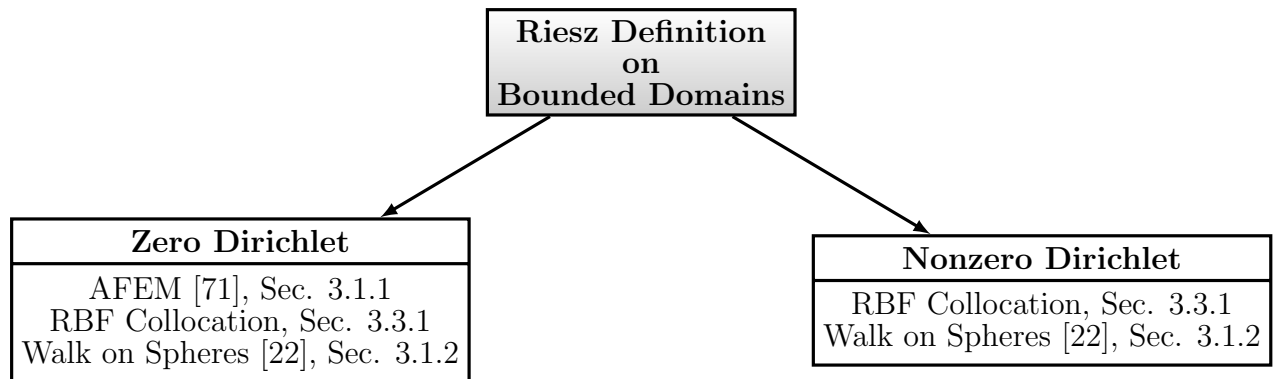 Riesz Definition
on
Bounded Domains
Zero Dirichlet
AFEM [71], Sec. 3.1.1
RBF Collocation, Sec. 3.3.1
Walk on Spheres [22], Sec. 3.1.2
Nonzero Dirichlet
RBF Collocation, Sec. 3.3.1
Walk on Spheres [22], Sec. 3.1.2